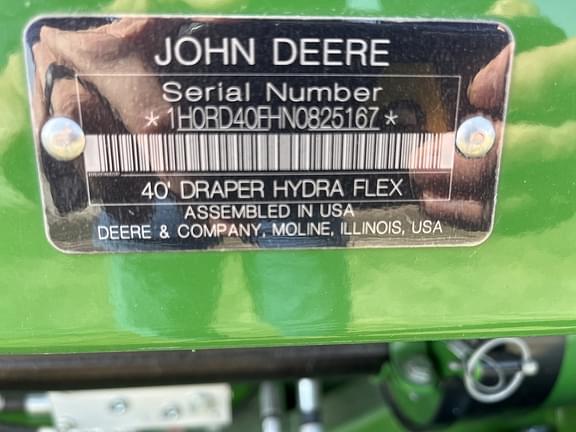 JOHN DEERE
Serial Number
*1H0RD40FHN0825167*
40' DRAPER HYDRA FLEX
ASSEMBLED IN USA
DEERE & COMPANY, MOLINE, ILLINOIS, USA